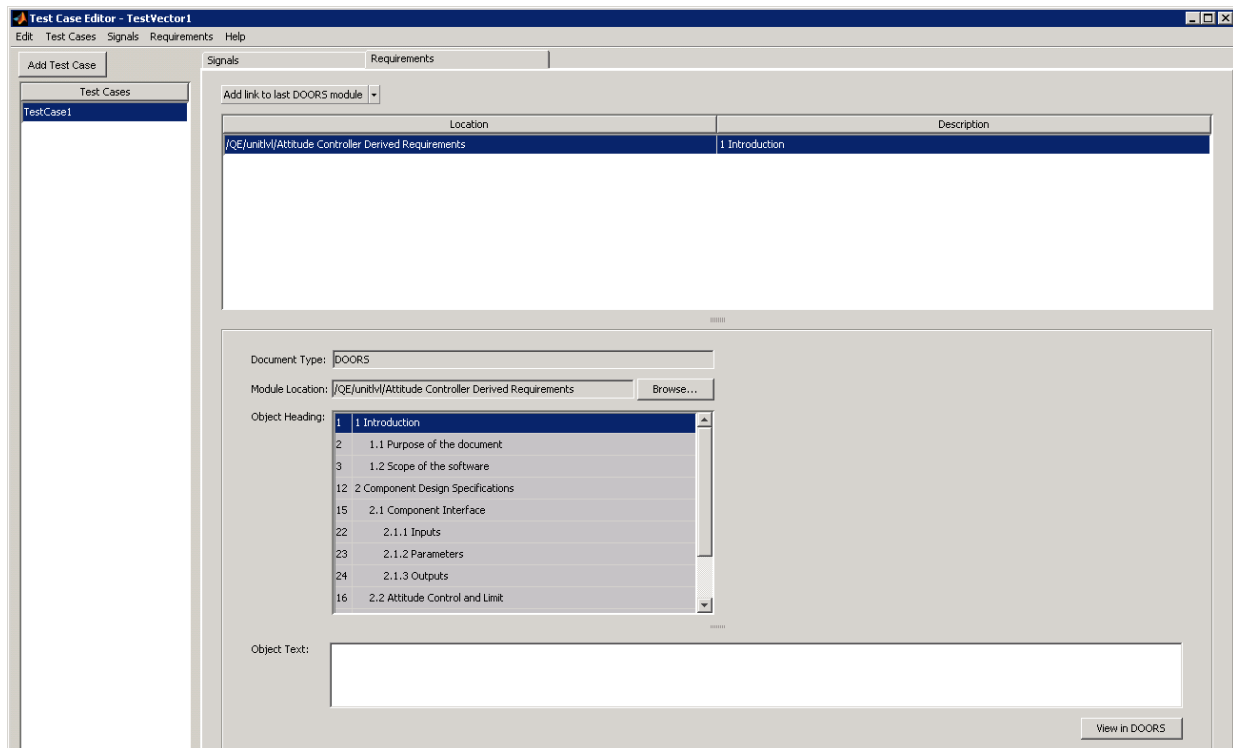 Test Case Editor - TestVector1
Edit Test Cases Signals Requirements Help
Add Test Case
Signals Requirements
Test Cases
TestCase1
Add link to last DOORS module
Location Description
/QE/unitlvl/Attitude Controller Derived Requirements 1 Introduction
Document Type: DOORS
Module Location: /QE/unitlvl/Attitude Controller Derived Requirements Browse...
Object Heading:
1 1 Introduction
2 1.1 Purpose of the document
3 1.2 Scope of the software
12 2 Component Design Specifications
15 2.1 Component Interface
22 2.1.1 Inputs
23 2.1.2 Parameters
24 2.1.3 Outputs
16 2.2 Attitude Control and Limit
Object Text:
View in DOORS